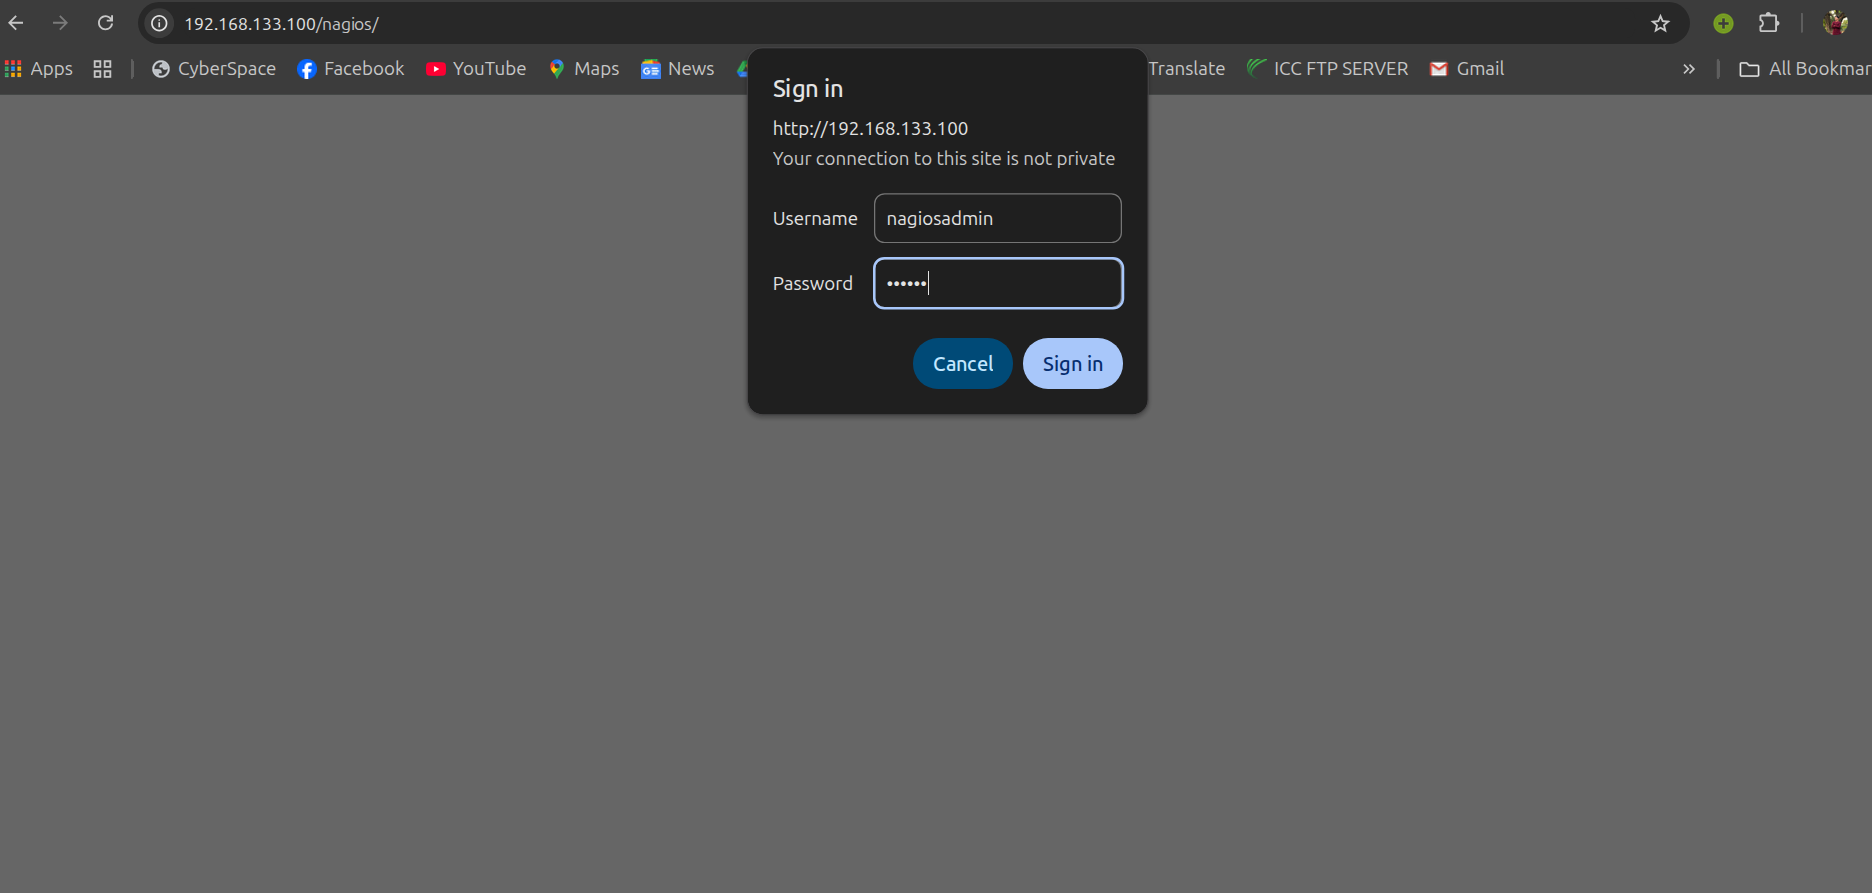 192.168.133.100/nagios/
Apps CyberSpace Facebook YouTube Maps News Translate ICC FTP SERVER Gmail » All Bookmar
Sign in
http://192.168.133.100
Your connection to this site is not private
Username nagiosadmin
Password ••••••
Cancel Sign in